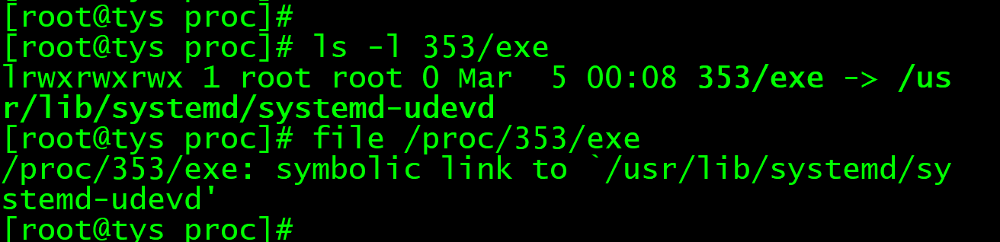 [root@tys proc]#
[root@tys proc]# ls -l 353/exe
lrwxrwxrwx 1 root root 0 Mar  5 00:08 353/exe -> /us
r/lib/systemd/systemd-udevd
[root@tys proc]# file /proc/353/exe
/proc/353/exe: symbolic link to `/usr/lib/systemd/sy
stemd-udevd'
[root@tys proc]#